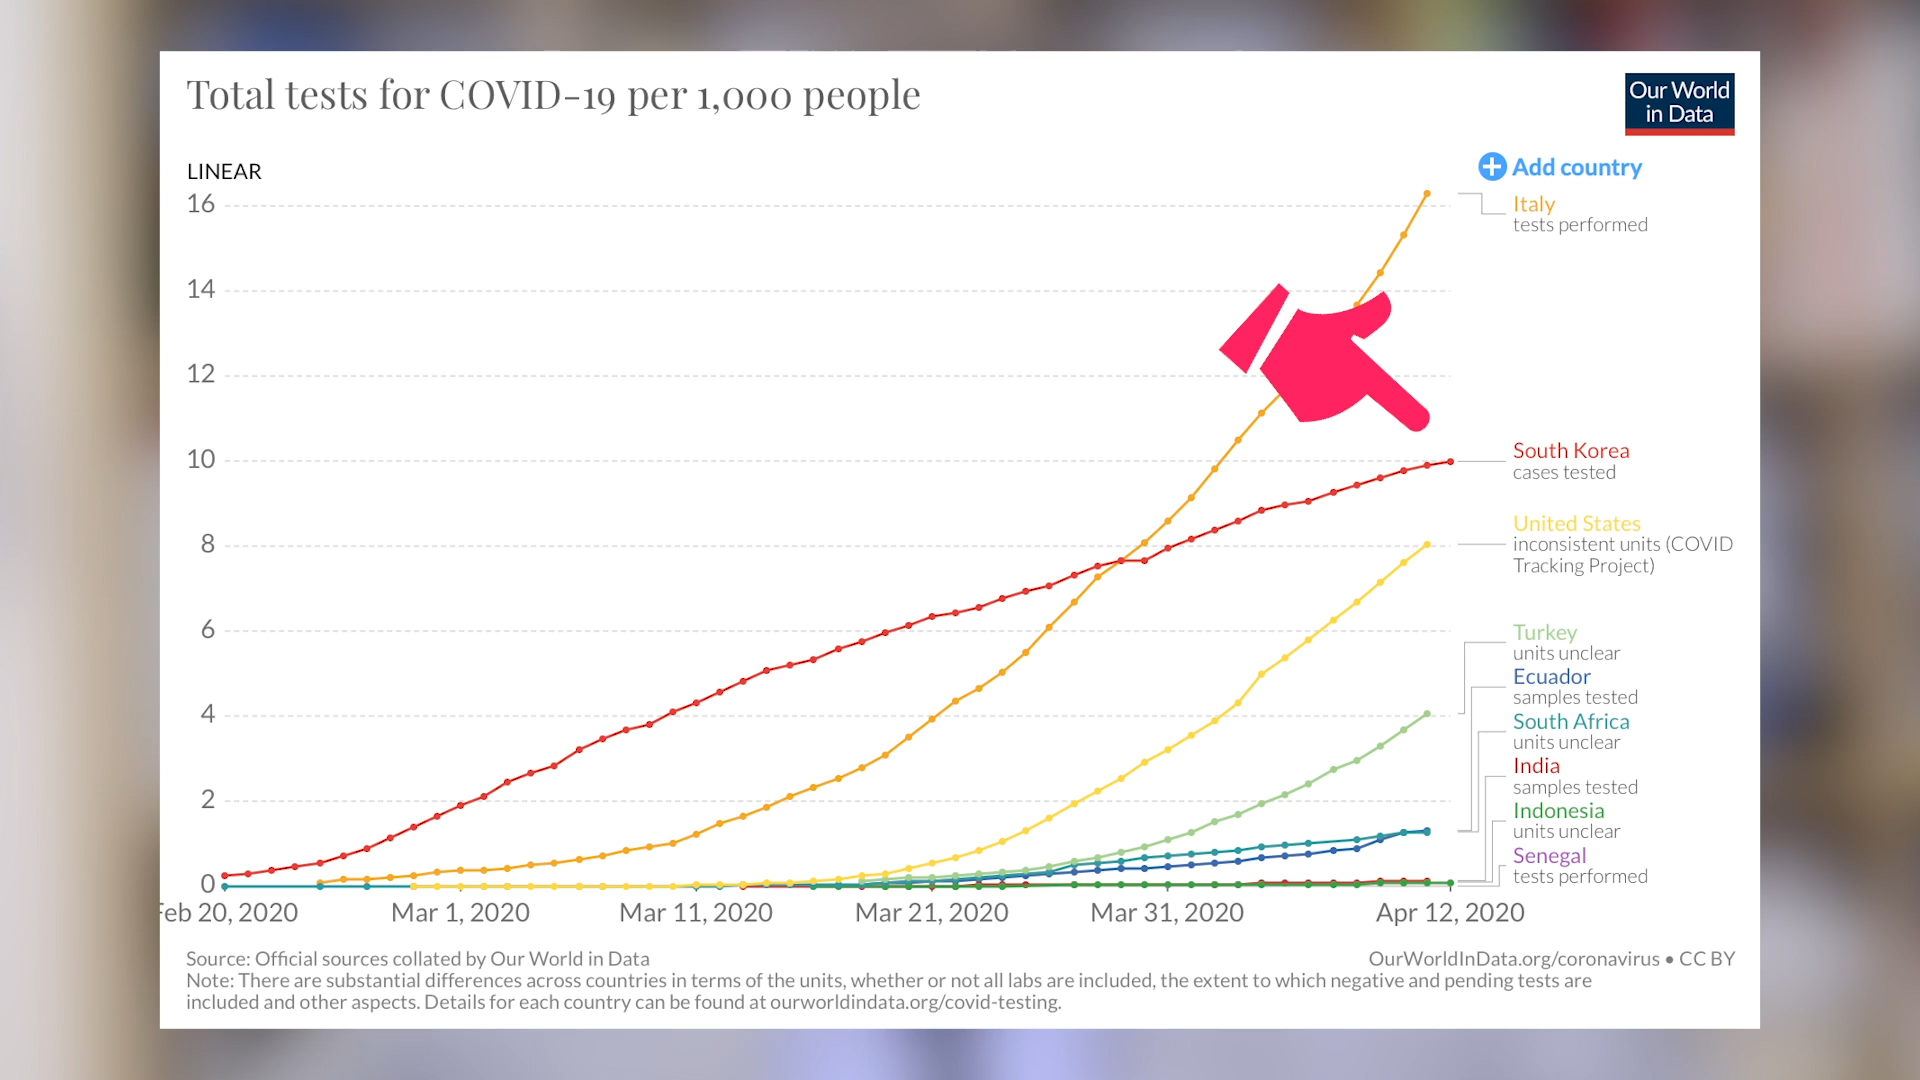 Total tests for COVID-19 per 1,000 people
Our World
in Data
LINEAR
Add country
16
14
12
10
8
6
4
2
0
Italy
tests performed
South Korea
cases tested
United States
inconsistent units (COVID
Tracking Project)
Turkey
units unclear
Ecuador
samples tested
South Africa
units unclear
India
samples tested
Indonesia
units unclear
Senegal
tests performed
Feb 20, 2020 Mar 1, 2020 Mar 11, 2020 Mar 21, 2020 Mar 31, 2020 Apr 12, 2020
Source: Official sources collated by Our World in Data
OurWorldInData.org/coronavirus • CC BY
Note: There are substantial differences across countries in terms of the units, whether or not all labs are included, the extent to which negative and pending tests are
included and other aspects. Details for each country can be found at ourworldindata.org/covid-testing.